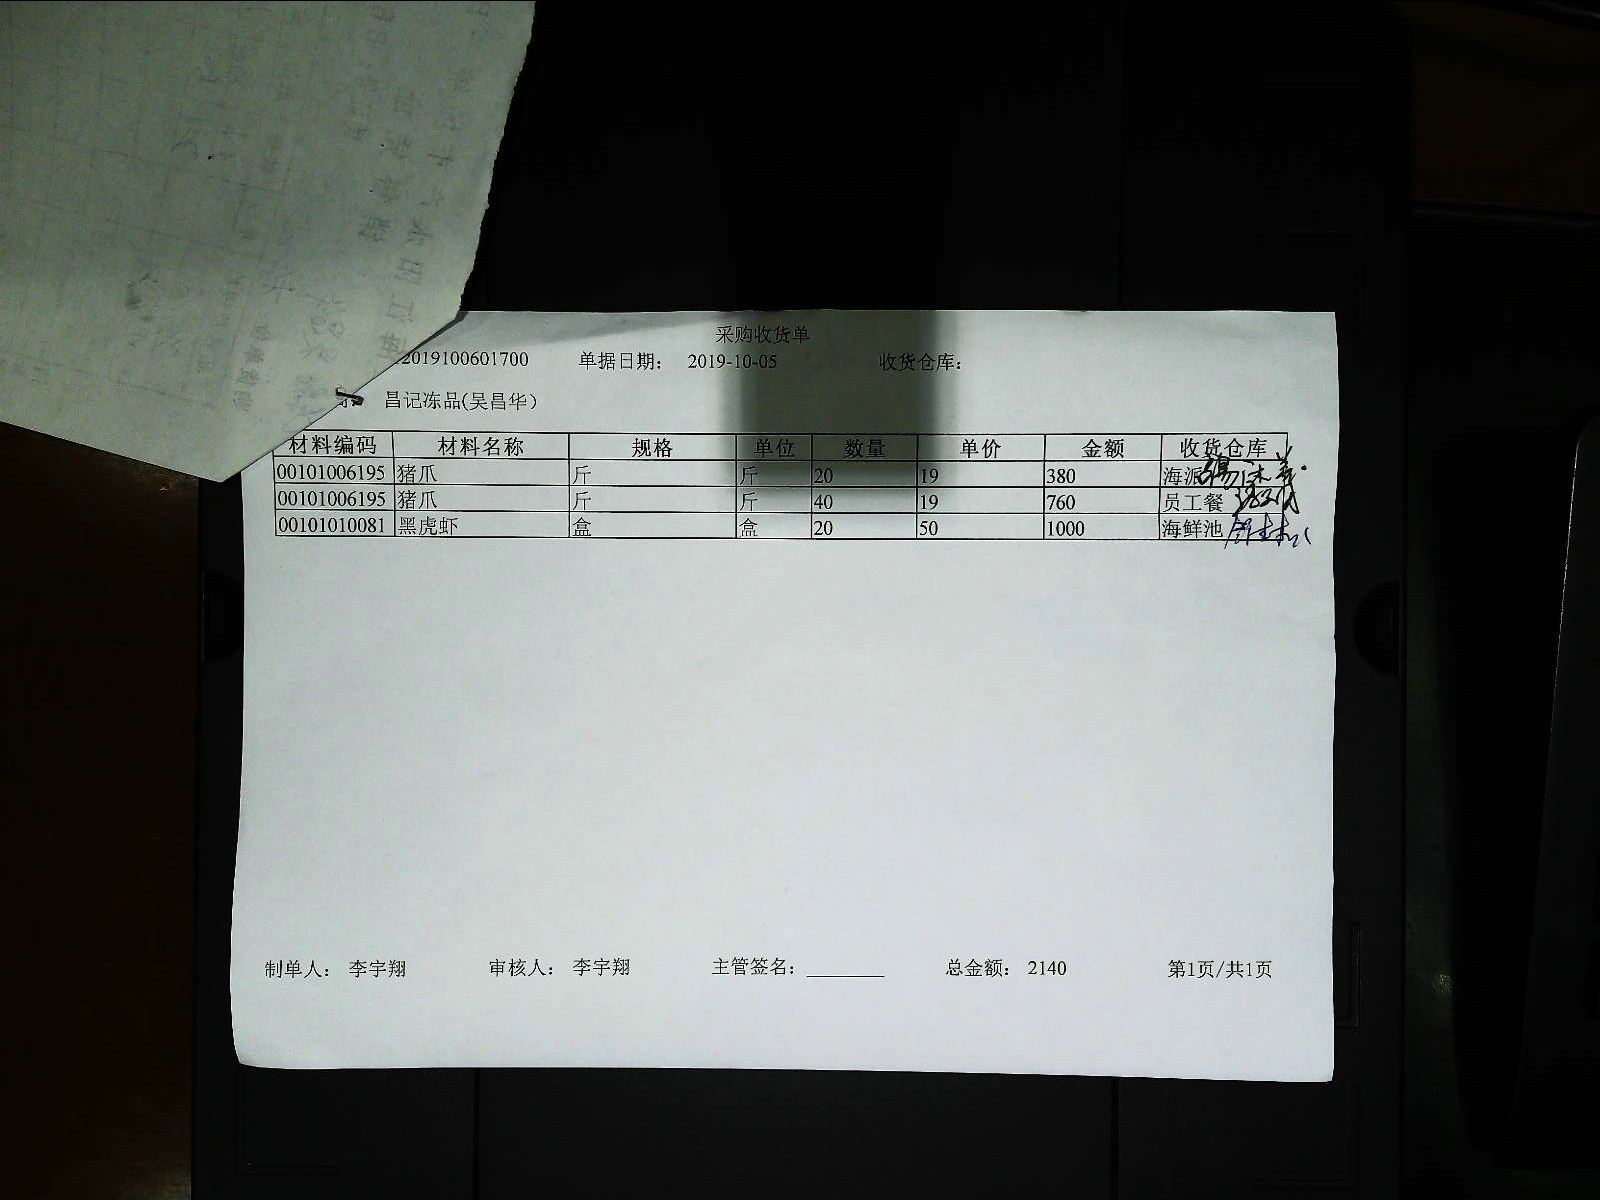 采购收货单
2019100601700 单据日期： 2019-10-05 收货仓库：
昌记冻品(吴昌华)
材料编码 材料名称 规格 单位 数量 单价 金额 收货仓库
00101006195 猪爪 斤 斤 20 19 380 海派
00101006195 猪爪 斤 斤 40 19 760 员工餐
00101010081 黑虎虾 盒 盒 20 50 1000 海鲜池
制单人： 李宇翔 审核人： 李宇翔 主管签名： 总金额： 2140 第1页/共1页